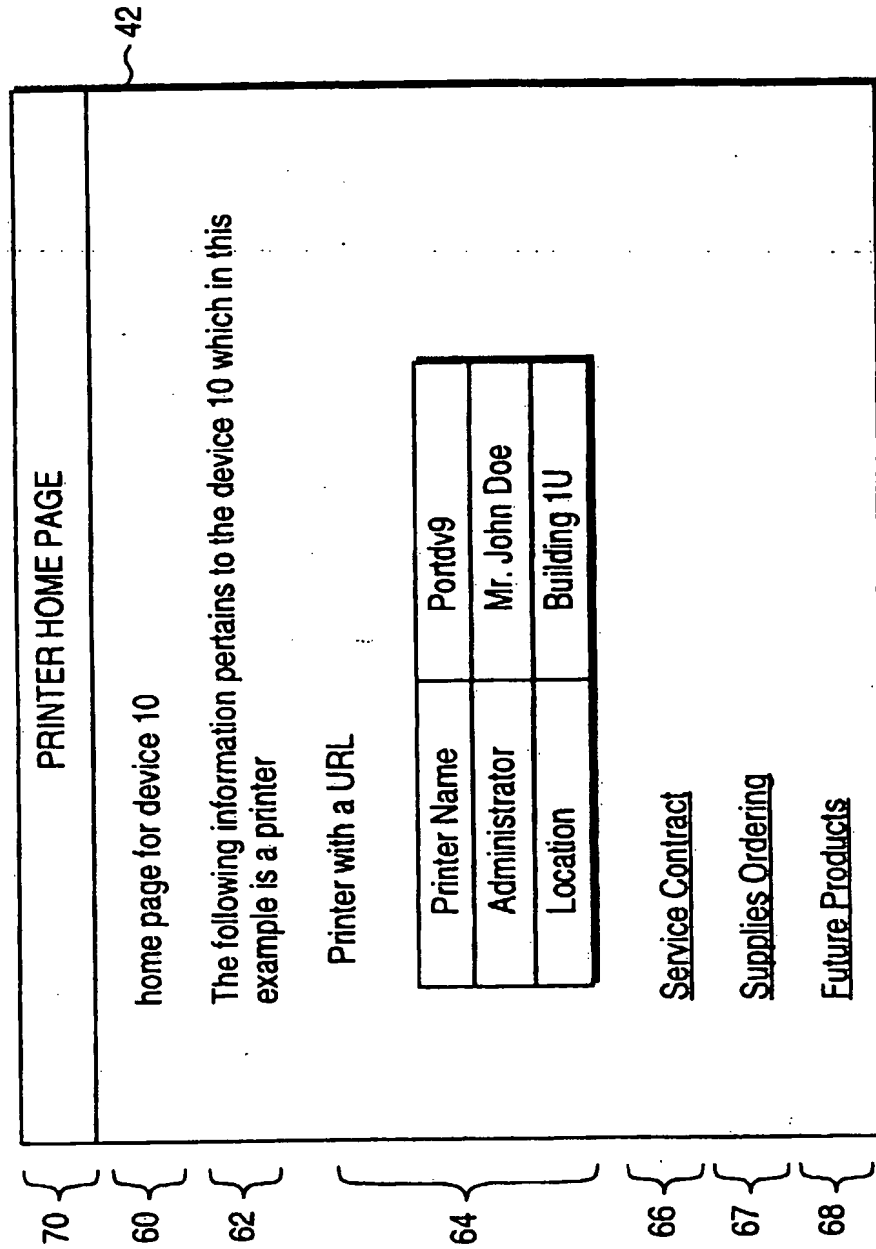 PRINTER HOME PAGE
42
70
home page for device 10
60
The following information pertains to the device 10 which in this
example is a printer
62
Printer with a URL
Printer Name Portdv9
Administrator Mr. John Doe
Location Building 1U
64
Service Contract
66
Supplies Ordering
67
Future Products
68